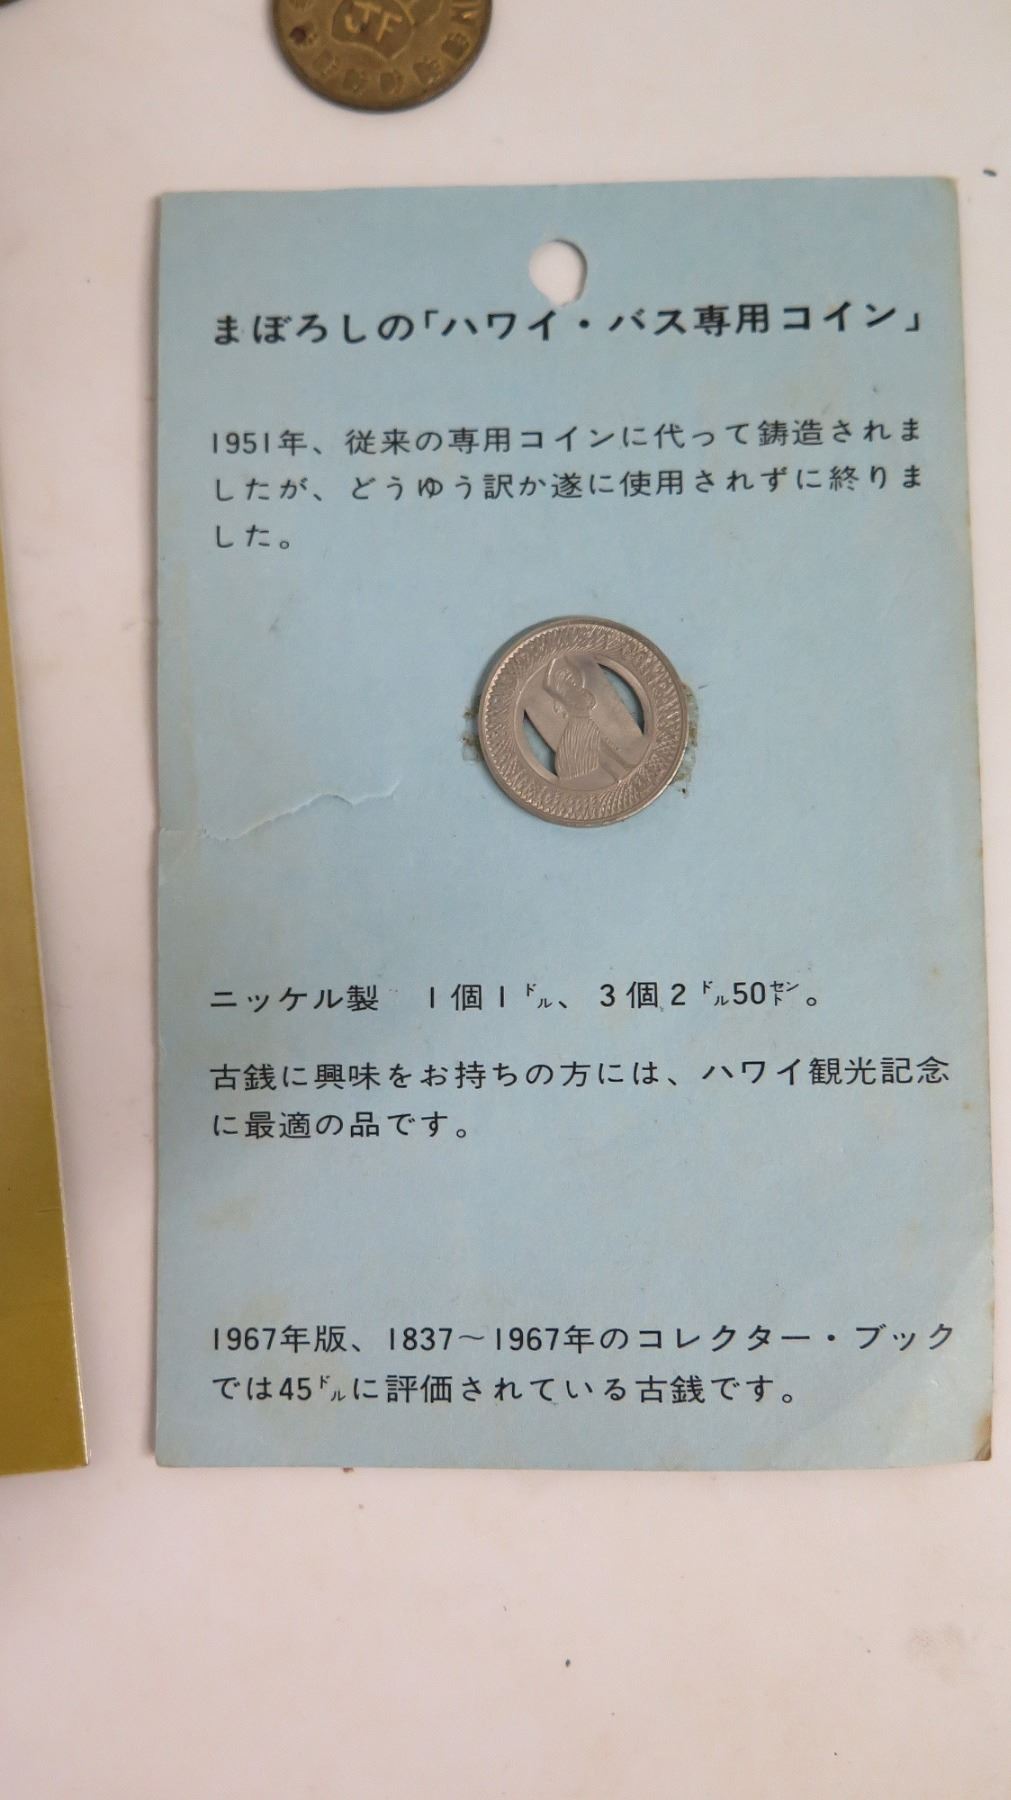 JF
まぼろしの「ハワイ・バス専用コイン」
1951年、従来の専用コインに代って鋳造されま
したが、どうゆう訳か遂に使用されずに終りま
した。
ニッケル製　1個1ドル、3個2ドル50セント。
古銭に興味をお持ちの方には、ハワイ観光記念
に最適の品です。
1967年版、1837～1967年のコレクター・ブック
では45ドルに評価されている古銭です。